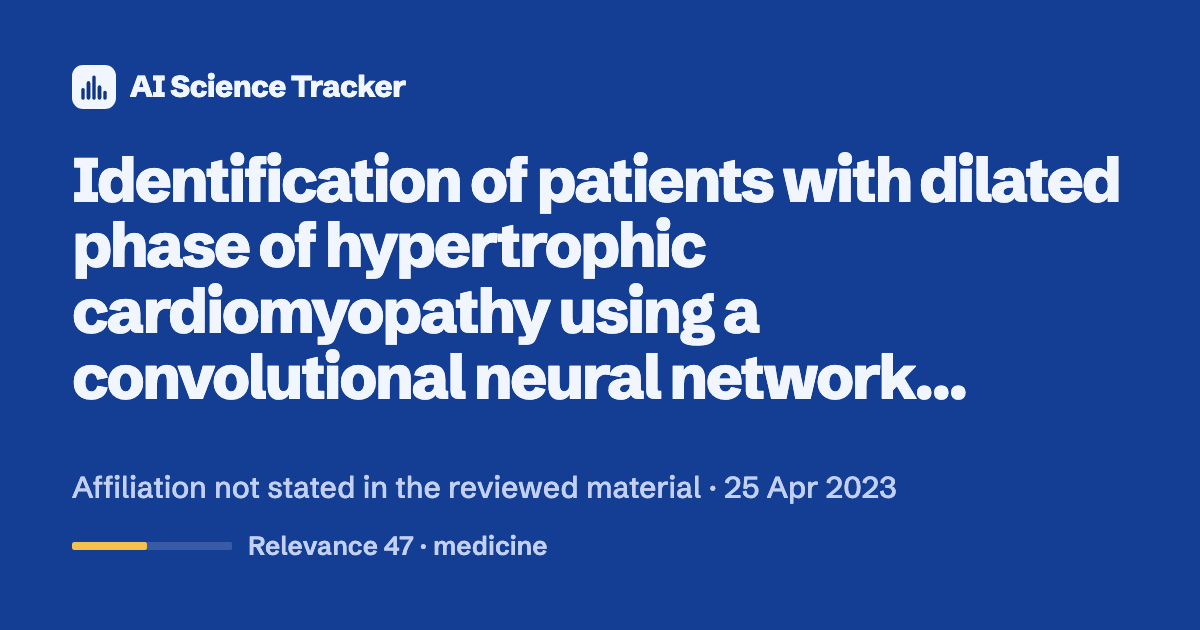 AI Science Tracker
Identification of patients with dilated
phase of hypertrophic
cardiomyopathy using a
convolutional neural network...
Affiliation not stated in the reviewed material · 25 Apr 2023
Relevance 47 · medicine